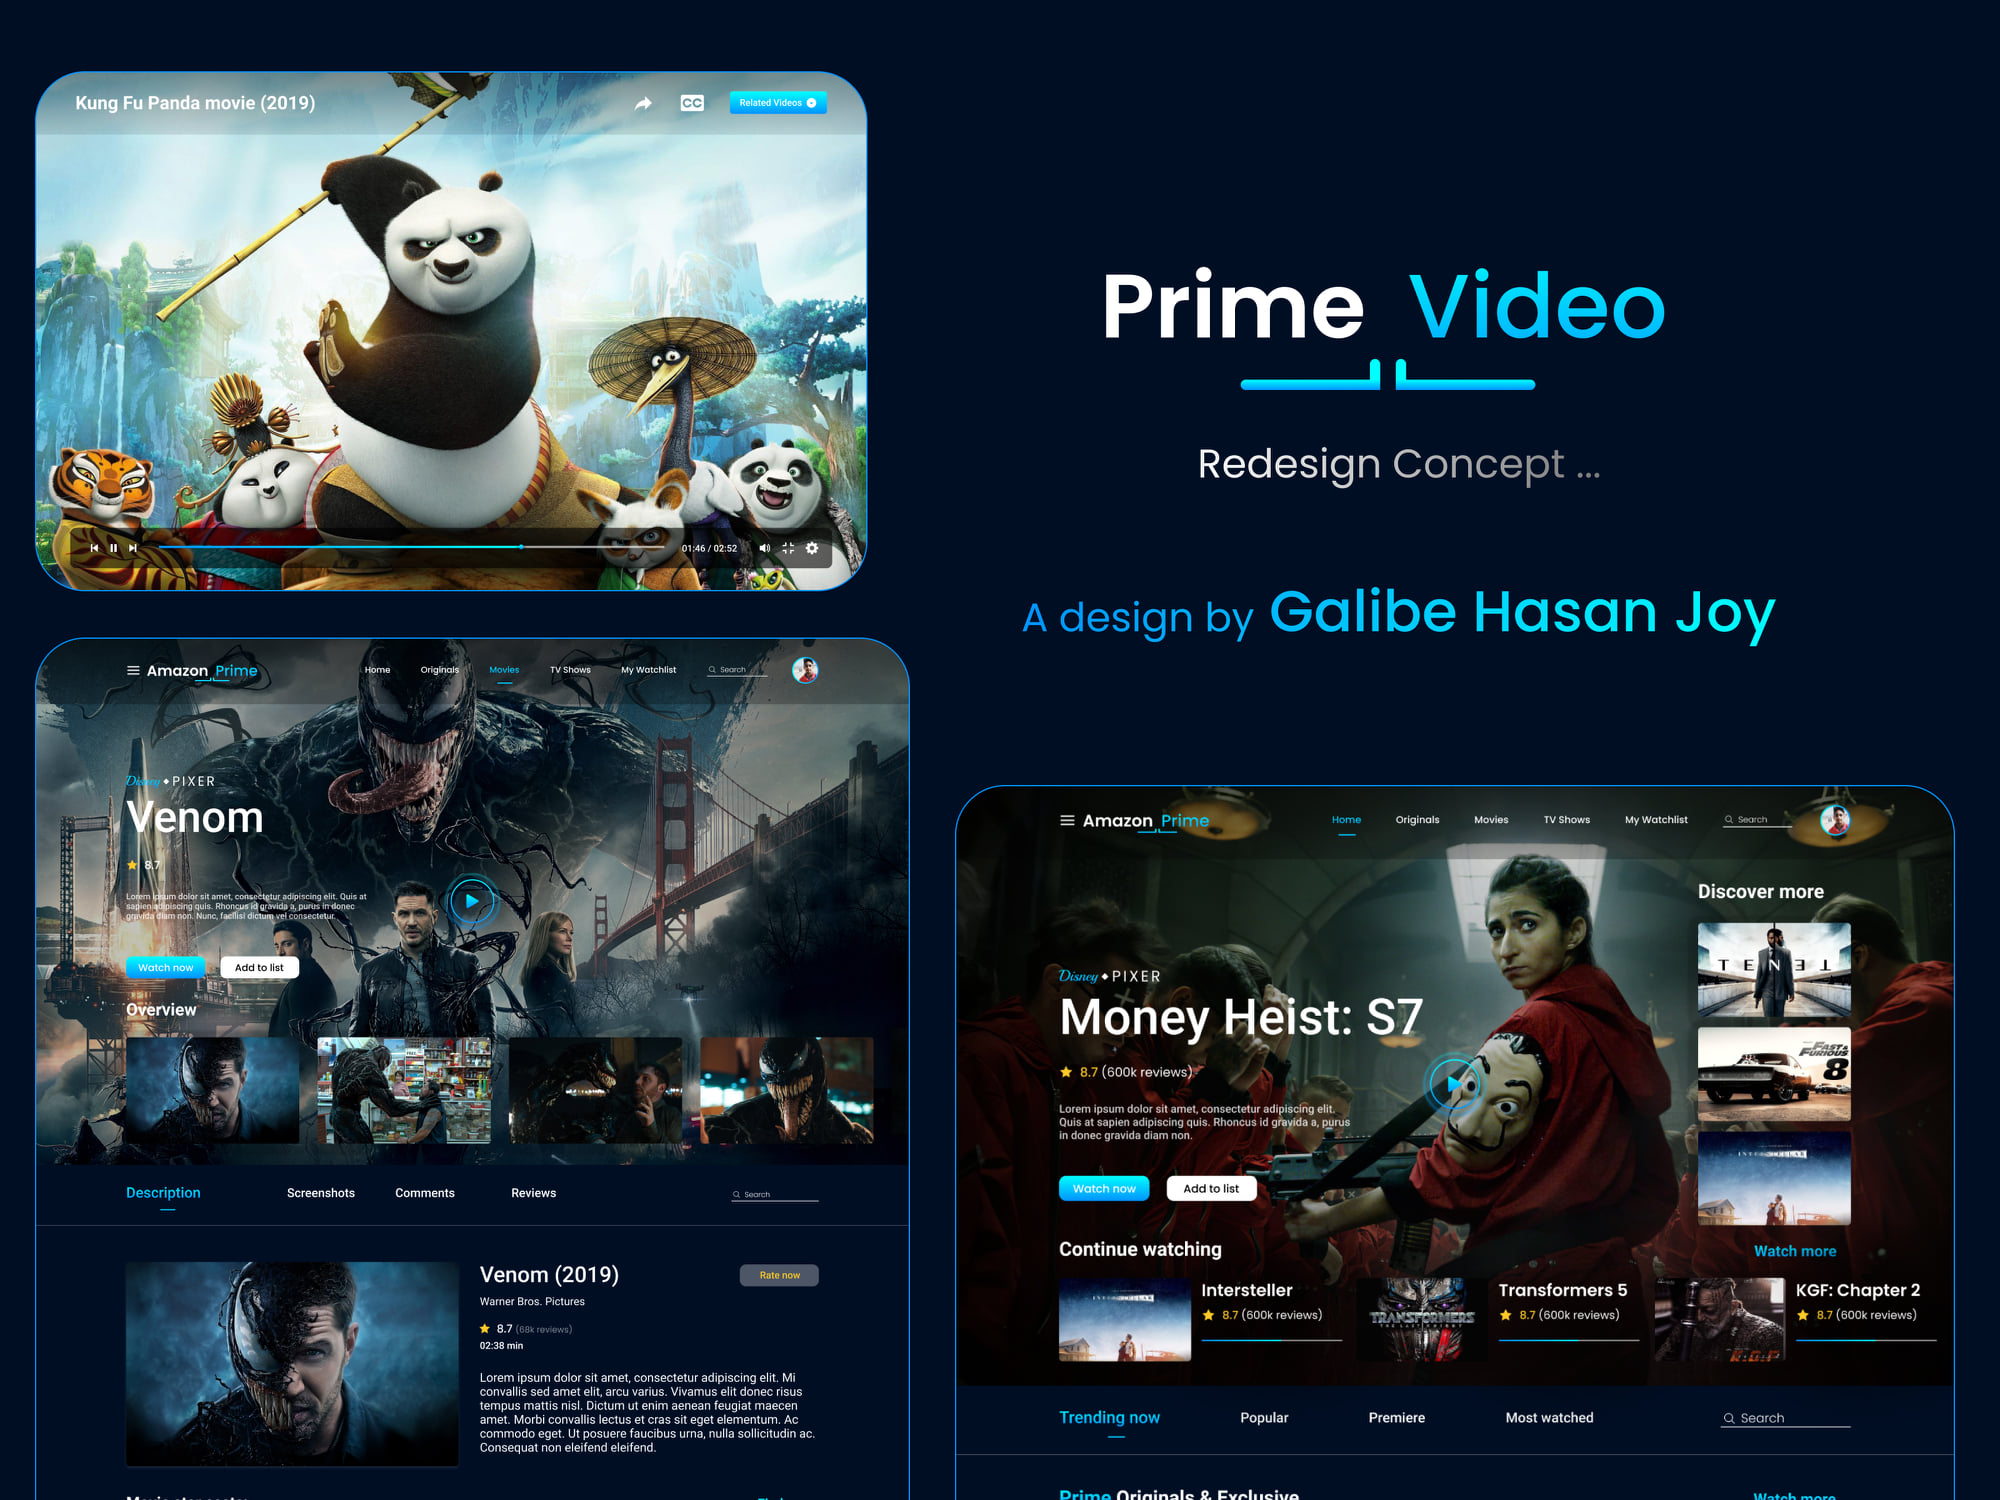 Kung Fu Panda movie (2019)
CC
Related Videos
01:46 / 02:52
Prime Video
Redesign Concept ...
A design by Galibe Hasan Joy
Amazon Prime
Home
Originals
Movies
TV Shows
My Watchlist
Search
Disney PIXER
Venom
8.7
Lorem ipsum dolor sit amet, consectetur adipiscing elit. Quis at
sapien adipiscing quis. Rhoncus id gravida a, purus in donec
gravida diam non. Nunc, facilisi dictum vel consectetur.
Watch now
Add to list
Overview
FREE
Description
Screenshots
Comments
Reviews
Search
Venom (2019)
Rate now
Warner Bros. Pictures
8.7 (68k reviews)
02:38 min
Lorem ipsum dolor sit amet, consectetur adipiscing elit. Mi
convallis sed amet elit, arcu varius. Vivamus elit donec risus
tempus mattis nisl. Dictum ut enim aenean feugiat maecen
amet. Morbi convallis lectus et cras sit eget elementum. Ac
commodo eget. Ut posuere faucibus urna, nulla sollicitudin ac.
Consequat non eleifend eleifend.
Amazon Prime
Home
Originals
Movies
TV Shows
My Watchlist
Search
Discover more
TENET
FAST &
FURIOUS
8
INTERSTELLAR
Disney PIXER
Money Heist: S7
8.7 (600k reviews)
Lorem ipsum dolor sit amet, consectetur adipiscing elit.
Quis at sapien adipiscing quis. Rhoncus id gravida a, purus
in donec gravida diam non.
Watch now
Add to list
Continue watching
Watch more
INTERSTELLAR
Intersteller
8.7 (600k reviews)
TRANSFORMERS
THE LAST KNIGHT
Transformers 5
8.7 (600k reviews)
K.G.F
KGF: Chapter 2
8.7 (600k reviews)
Trending now
Popular
Premiere
Most watched
Search
Prime Originals & Exclusive
Watch more